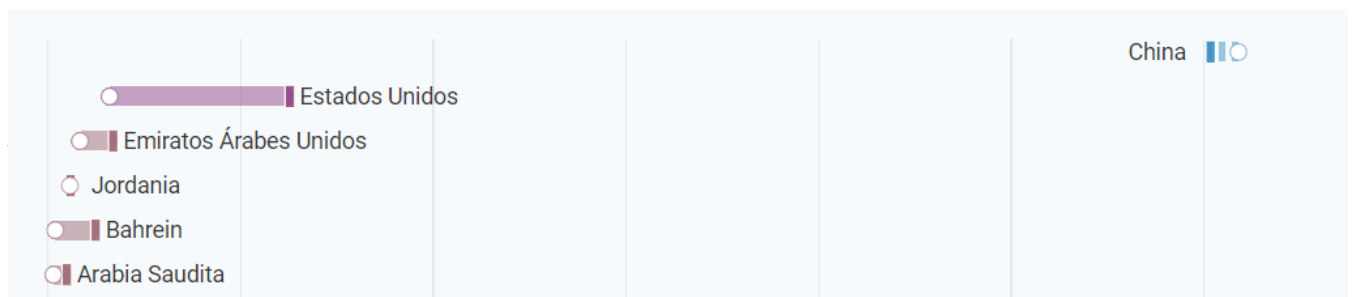 China
Estados Unidos
Emiratos Árabes Unidos
Jordania
Bahrein
Arabia Saudita